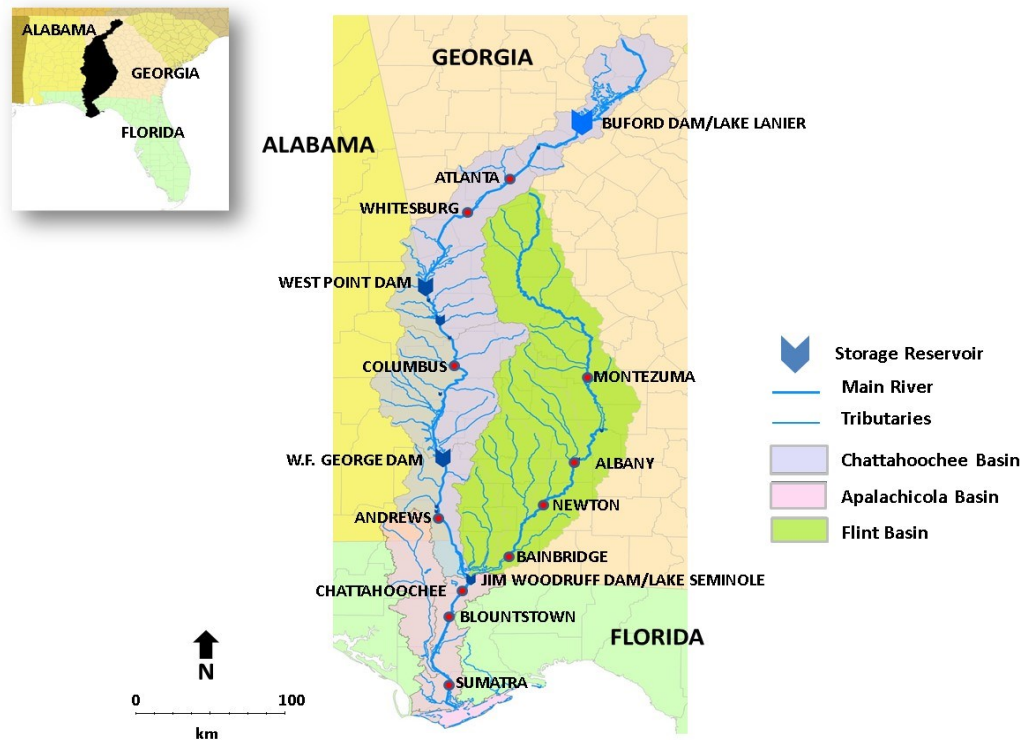 ALABAMA
GEORGIA
FLORIDA
GEORGIA
ALABAMA
BUFORD DAM/LAKE LANIER
ATLANTA
WHITESBURG
WEST POINT DAM
COLUMBUS
MONTEZUMA
W.F. GEORGE DAM
ALBANY
NEWTON
ANDREWS
BAINBRIDGE
JIM WOODRUFF DAM/LAKE SEMINOLE
CHATTAHOOCHEE
BLOUNTSTOWN
FLORIDA
SUMATRA
N
0 100
km
Storage Reservoir
Main River
Tributaries
Chattahoochee Basin
Apalachicola Basin
Flint Basin